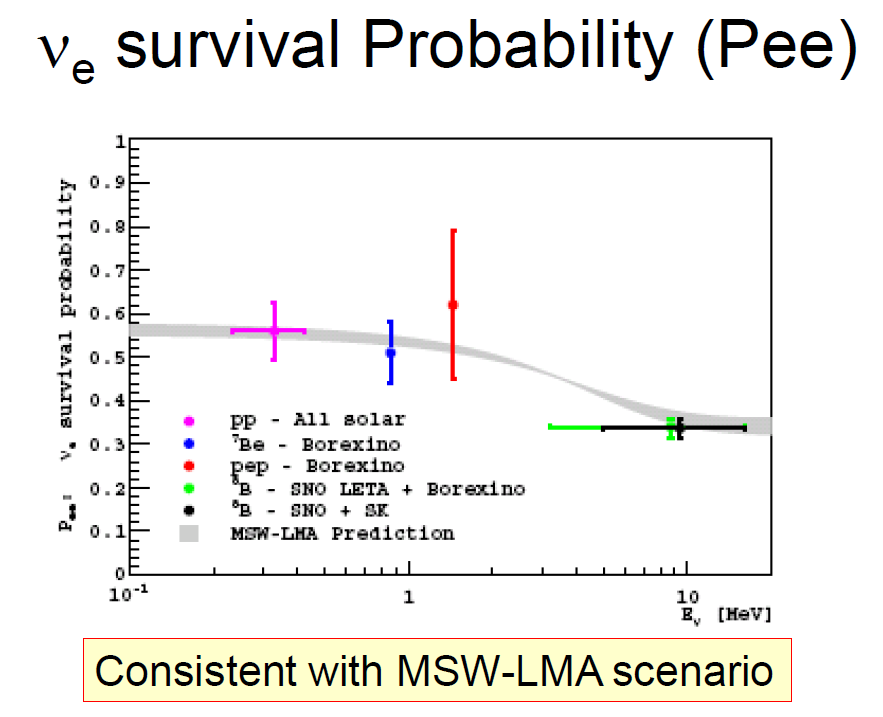 νe survival Probability (Pee)
1
0.9
0.8
0.7
0.6
0.5
0.4
0.3
0.2
0.1
0
Pee: νe survival probability
pp - All solar
⁷Be - Borexino
pep - Borexino
⁸B - SNO LETA + Borexino
⁸B - SNO + SK
MSW-LMA Prediction
10⁻¹ 1 10
Eν [MeV]
Consistent with MSW-LMA scenario